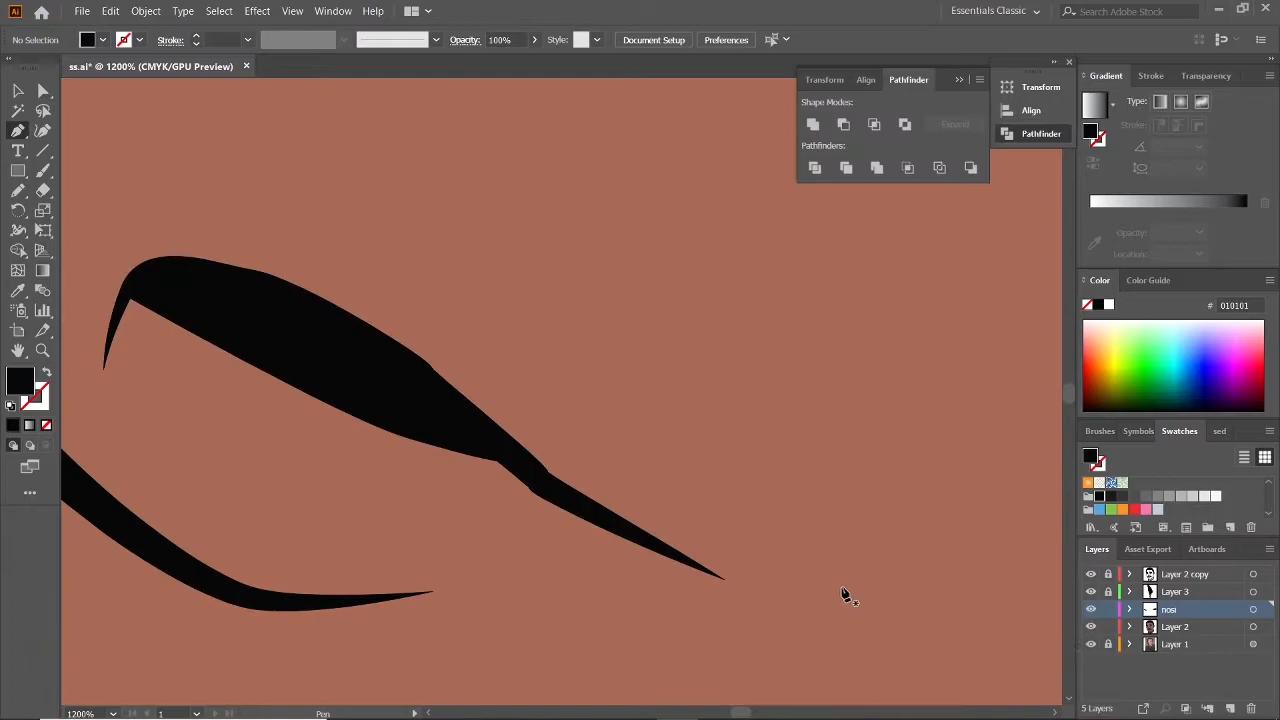 Ai File Edit Object Type Select Effect View Window Help Essentials Classic Search Adobe Stock
No Selection Stroke: Opacity: 100% Style: Document Setup Preferences
ss.ai* @ 1200% (CMYK/GPU Preview)
Transform Align Pathfinder
Shape Modes:
Expand
Pathfinders:
Transform
Align
Pathfinder
Gradient Stroke Transparency
Type:
Stroke:
Opacity:
Location:
Color Color Guide
# 010101
Brushes Symbols Swatches sed
Layers Asset Export Artboards
Layer 2 copy
Layer 3
nosi
Layer 2
Layer 1
5 Layers
1200% 1 Pen